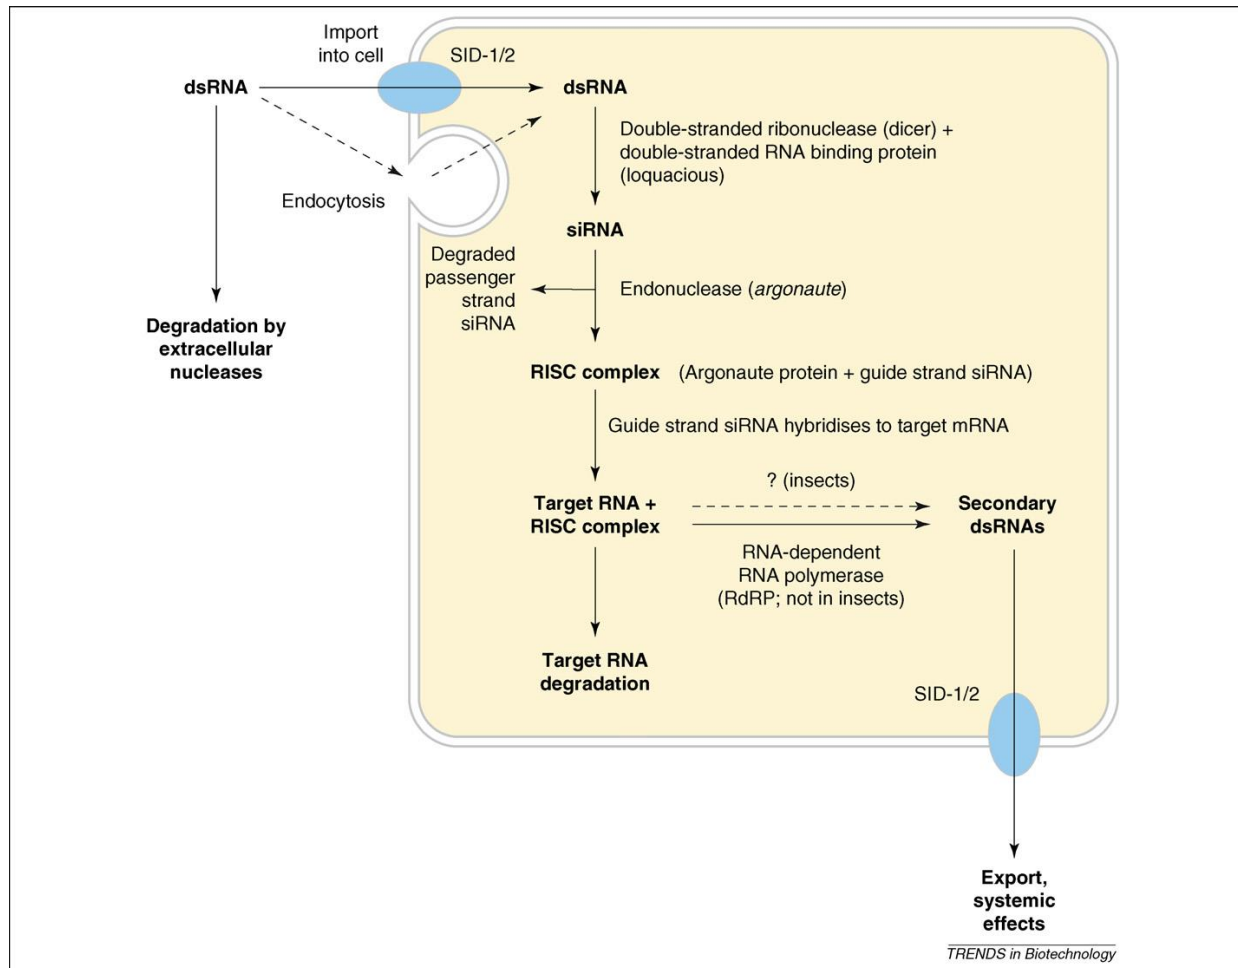 Import
into cell
SID-1/2
dsRNA
dsRNA
Double-stranded ribonuclease (dicer) +
double-stranded RNA binding protein
(loquacious)
Endocytosis
siRNA
Degraded
passenger
strand
siRNA
Endonuclease (argonaute)
Degradation by
extracellular
nucleases
RISC complex
(Argonaute protein + guide strand siRNA)
Guide strand siRNA hybridises to target mRNA
? (insects)
Target RNA +
RISC complex
Secondary
dsRNAs
RNA-dependent
RNA polymerase
(RdRP; not in insects)
Target RNA
degradation
SID-1/2
Export,
systemic
effects
TRENDS in Biotechnology